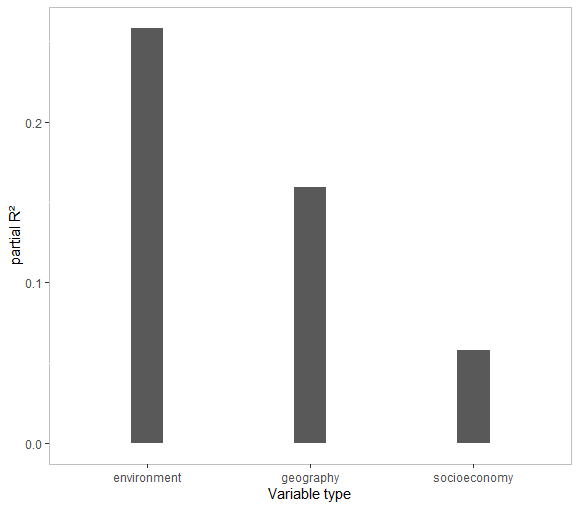 partial R²
0.2
0.1
0.0
environment geography socioeconomy
Variable type